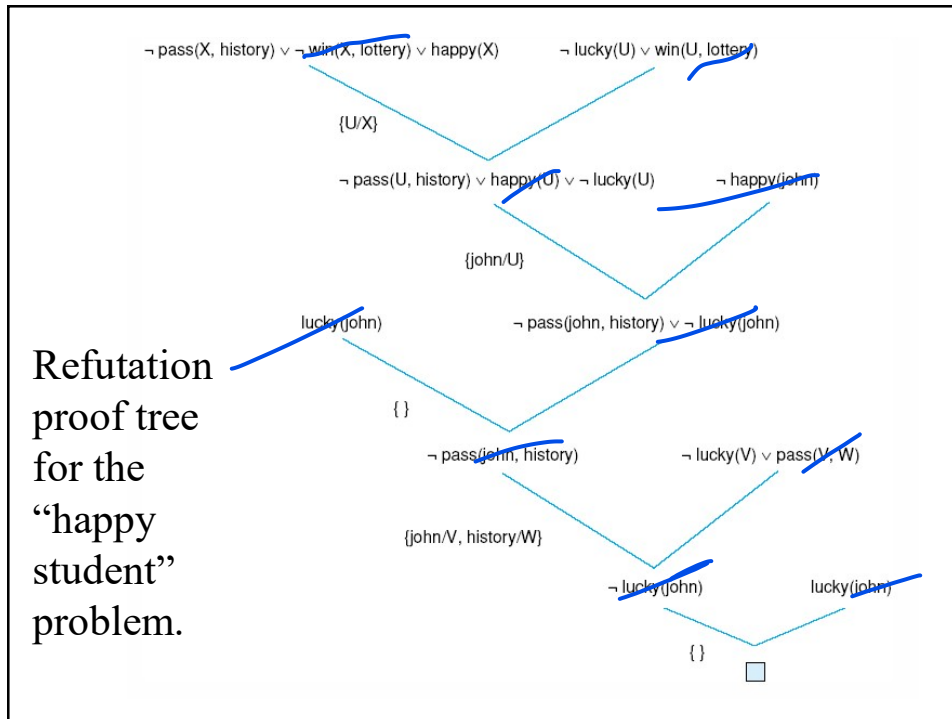 ¬ pass(X, history) ∨ ¬ win(X, lottery) ∨ happy(X) ¬ lucky(U) ∨ win(U, lottery)
{U/X}
¬ pass(U, history) ∨ happy(U) ∨ ¬ lucky(U) ¬ happy(john)
{john/U}
lucky(john) ¬ pass(john, history) ∨ ¬ lucky(john)
{ }
¬ pass(john, history) ¬ lucky(V) ∨ pass(V, W)
{john/V, history/W}
¬ lucky(john) lucky(john)
{ }
Refutation
proof tree
for the
“happy
student”
problem.